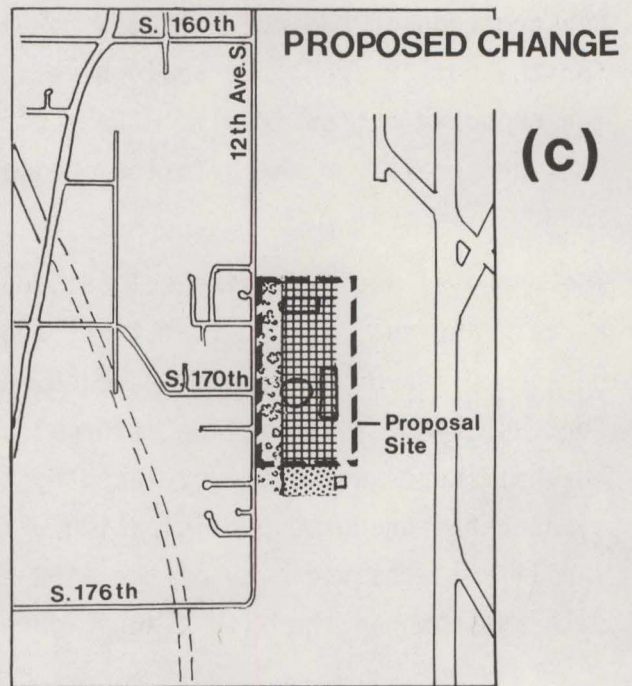 S. 160th
PROPOSED CHANGE
12th Ave. S.
(c)
S. 170th
Proposal
Site
S. 176th